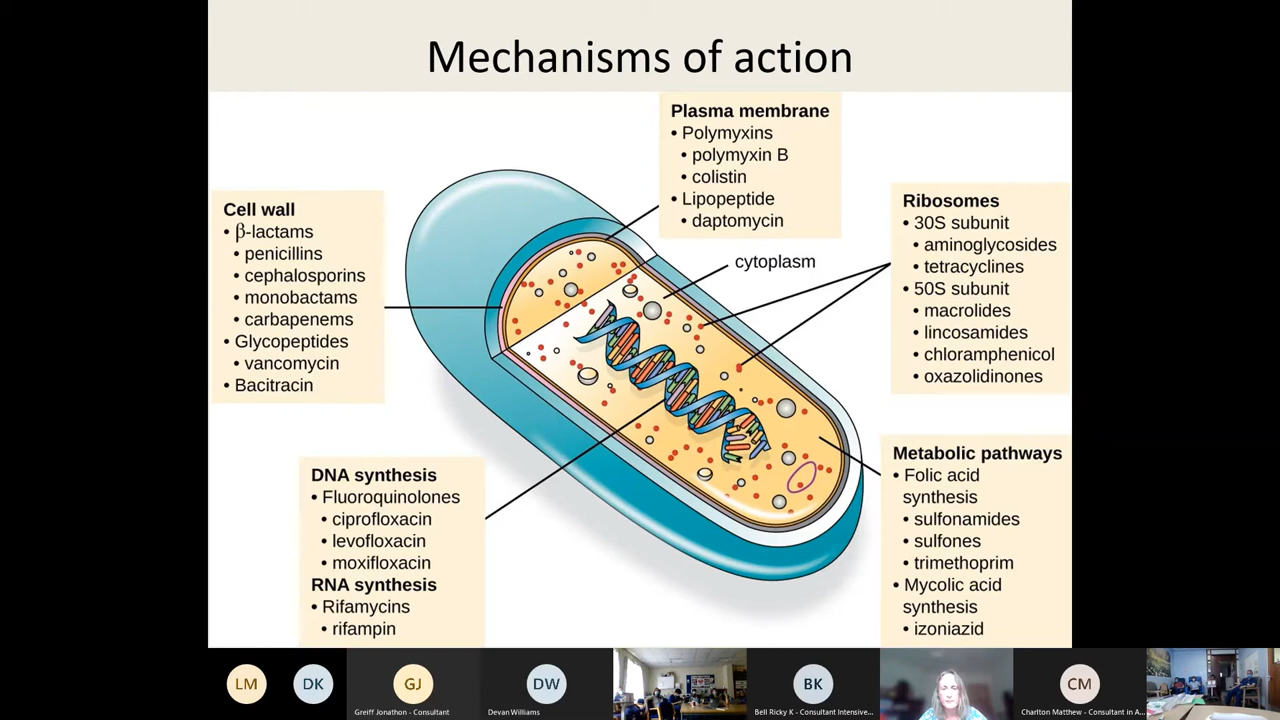 Mechanisms of action
Plasma membrane
• Polymyxins
• polymyxin B
• colistin
• Lipopeptide
• daptomycin
Cell wall
• β-lactams
• penicillins
• cephalosporins
• monobactams
• carbapenems
• Glycopeptides
• vancomycin
• Bacitracin
cytoplasm
Ribosomes
• 30S subunit
• aminoglycosides
• tetracyclines
• 50S subunit
• macrolides
• lincosamides
• chloramphenicol
• oxazolidinones
DNA synthesis
• Fluoroquinolones
• ciprofloxacin
• levofloxacin
• moxifloxacin
RNA synthesis
• Rifamycins
• rifampin
Metabolic pathways
• Folic acid
synthesis
• sulfonamides
• sulfones
• trimethoprim
• Mycolic acid
synthesis
• izoniazid
LM
DK
GJ
DW
BK
CM
Greiff Jonathon - Consultant
Devan Williams
Bell Ricky K - Consultant Intensive...
Charlton Matthew - Consultant in A...